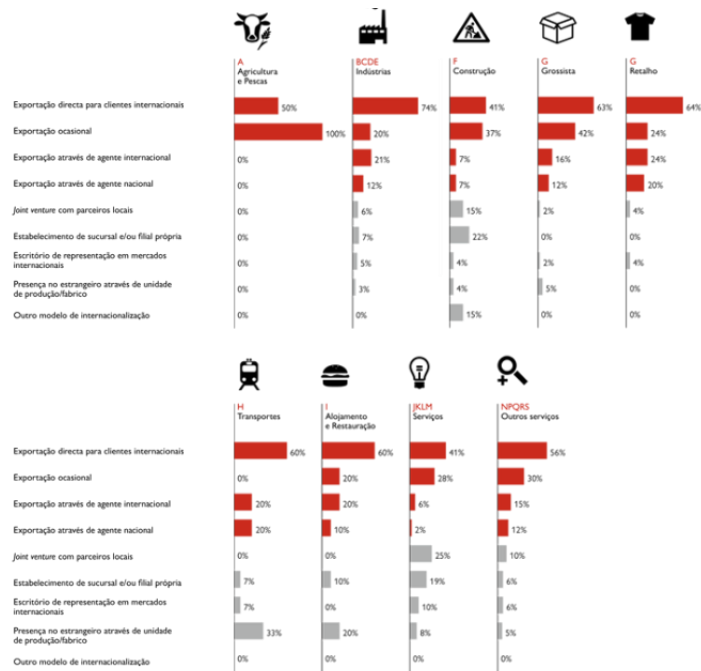 A
Agricultura
e Pescas
BCDE
Indústrias
F
Construção
G
Grossista
G
Retalho
Exportação directa para clientes internacionais 50% 74% 41% 63% 64%
Exportação ocasional 100% 20% 37% 42% 24%
Exportação através de agente internacional 0% 21% 7% 16% 24%
Exportação através de agente nacional 0% 12% 7% 12% 20%
Joint venture com parceiros locais 0% 6% 15% 2% 4%
Estabelecimento de sucursal e/ou filial própria 0% 7% 22% 0% 0%
Escritório de representação em mercados
internacionais 0% 5% 4% 2% 4%
Presença no estrangeiro através de unidade
de produção/fabrico 0% 3% 4% 5% 0%
Outro modelo de internacionalização 0% 0% 15% 0% 0%
H
Transportes
I
Alojamento
e Restauração
JKLM
Serviços
NPQRS
Outros serviços
Exportação directa para clientes internacionais 60% 60% 41% 56%
Exportação ocasional 0% 20% 28% 30%
Exportação através de agente internacional 20% 20% 6% 15%
Exportação através de agente nacional 20% 10% 2% 12%
Joint venture com parceiros locais 0% 0% 25% 10%
Estabelecimento de sucursal e/ou filial própria 7% 10% 19% 6%
Escritório de representação em mercados
internacionais 7% 0% 10% 6%
Presença no estrangeiro através de unidade
de produção/fabrico 33% 20% 8% 5%
Outro modelo de internacionalização 0% 0% 0% 0%